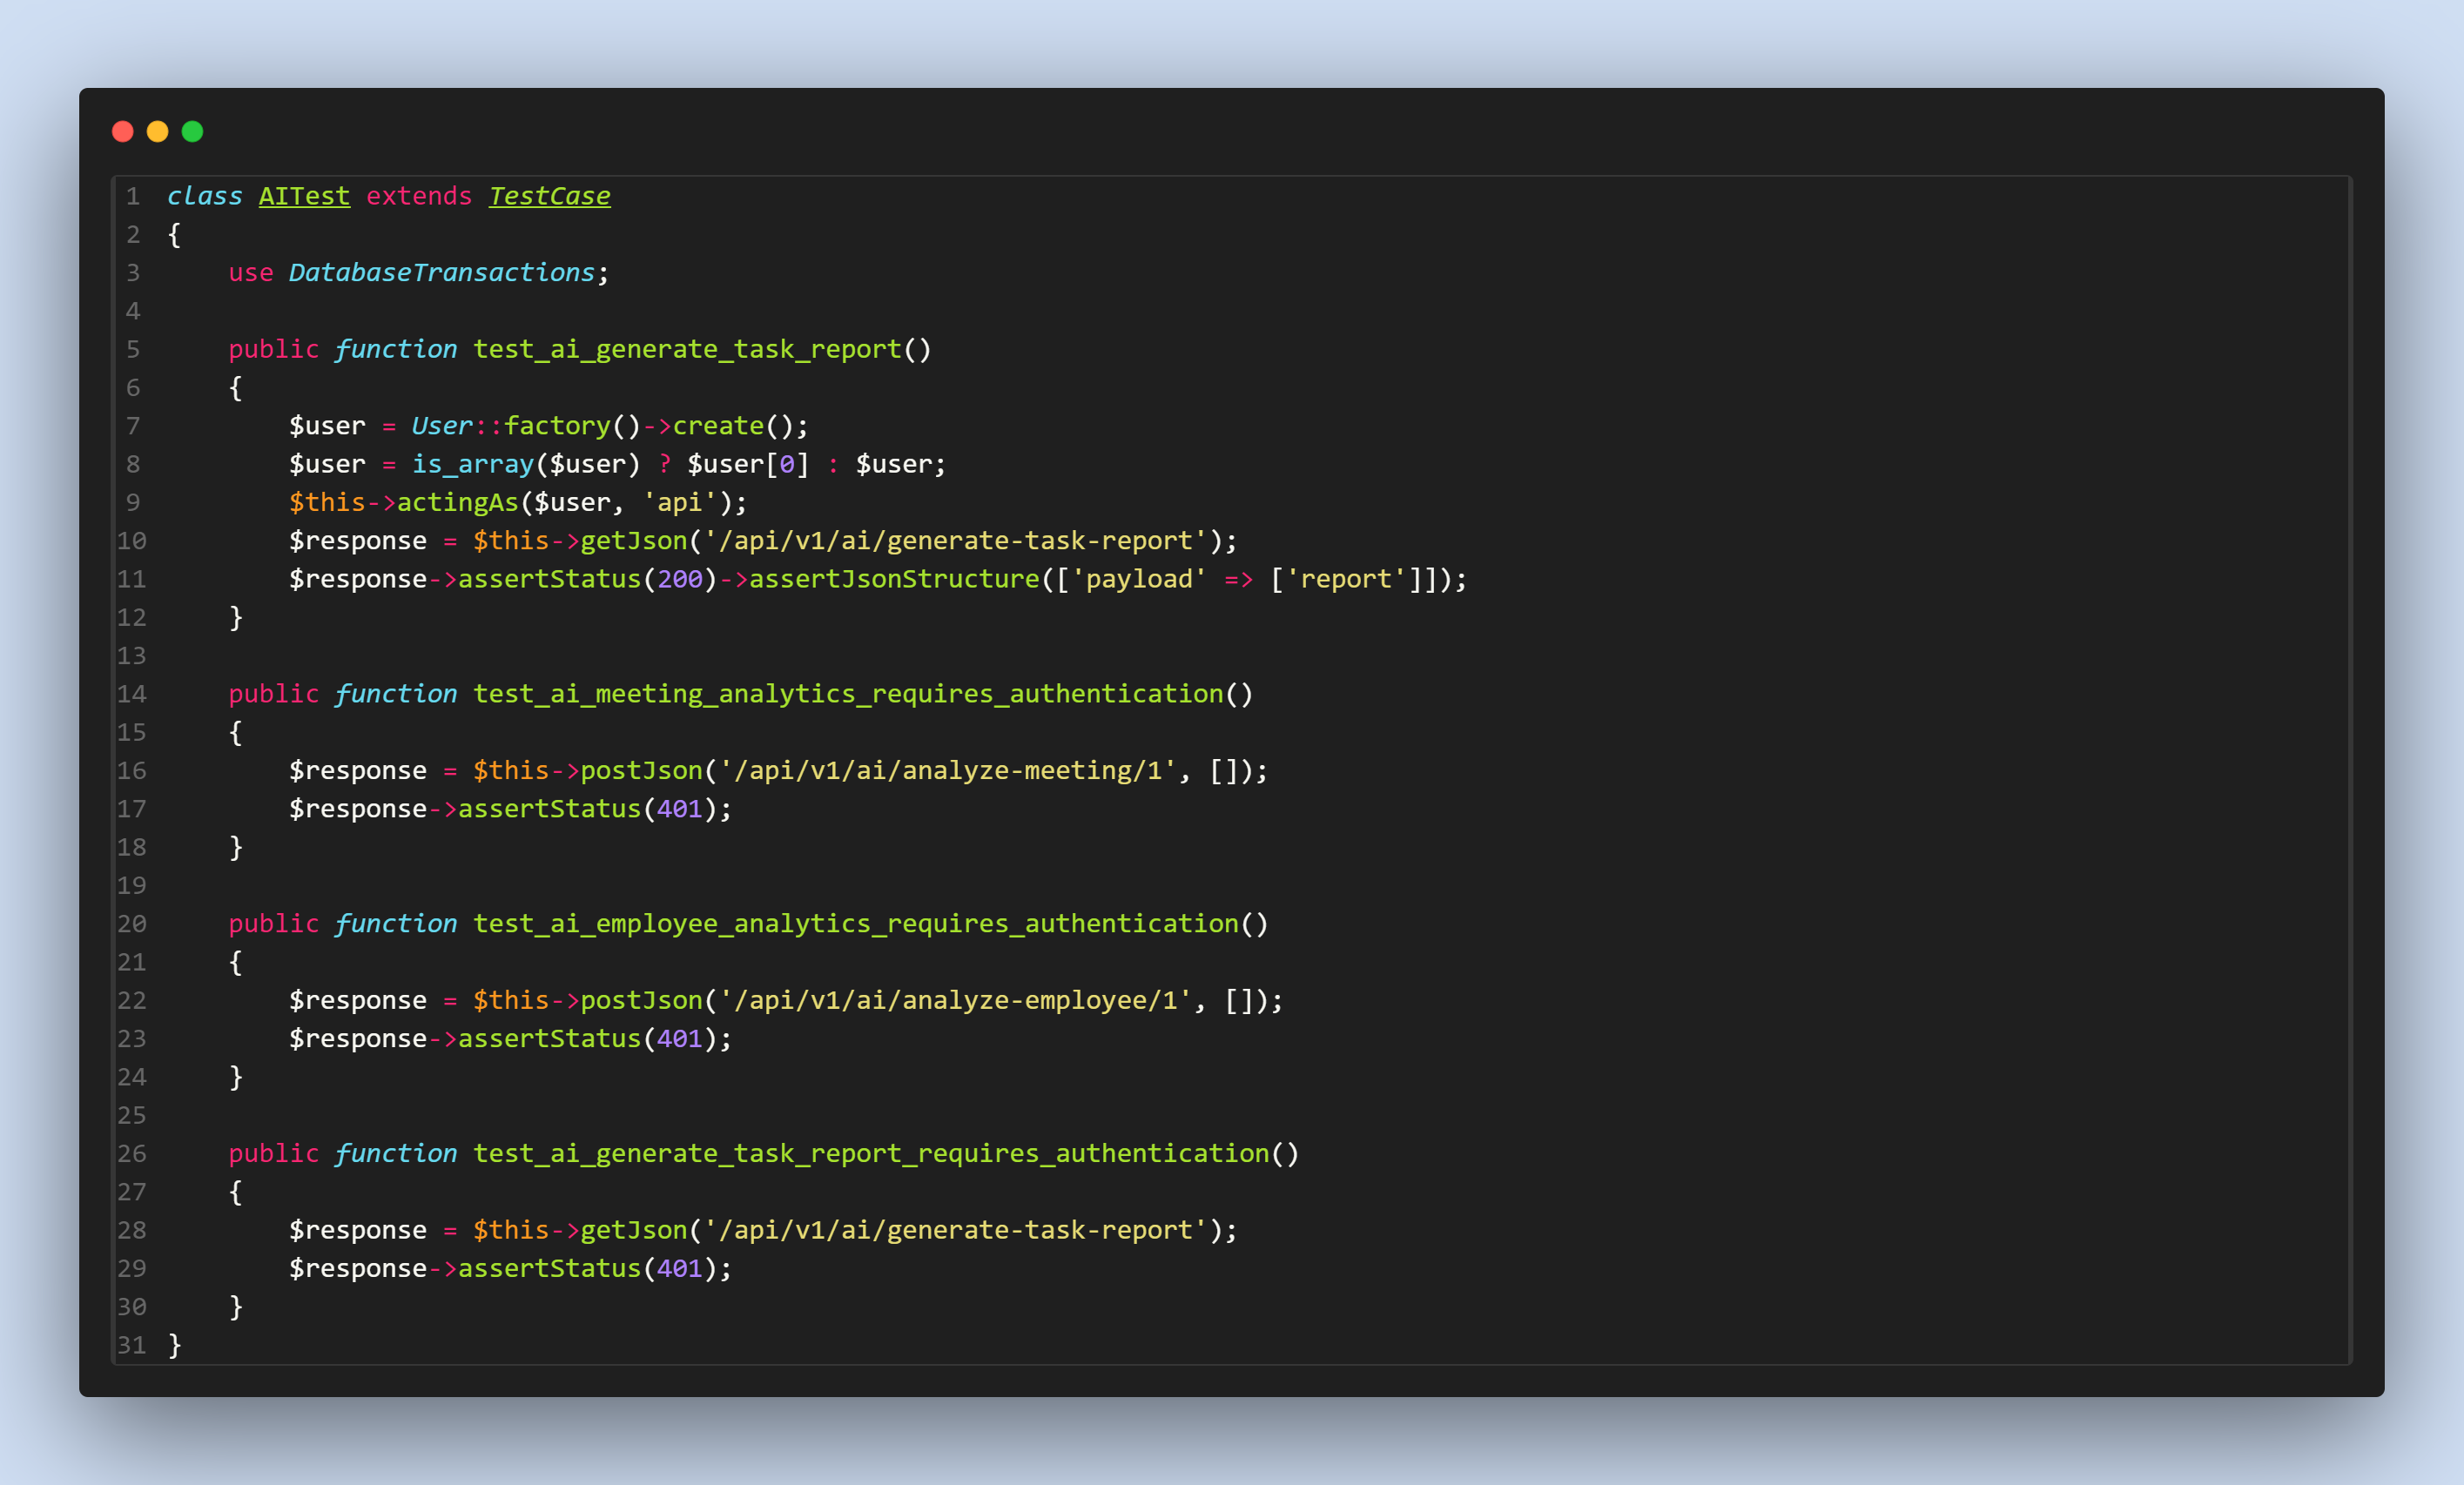 1 class AITest extends TestCase
2 {
3     use DatabaseTransactions;
4
5     public function test_ai_generate_task_report()
6     {
7         $user = User::factory()->create();
8         $user = is_array($user) ? $user[0] : $user;
9         $this->actingAs($user, 'api');
10         $response = $this->getJson('/api/v1/ai/generate-task-report');
11         $response->assertStatus(200)->assertJsonStructure(['payload' => ['report']]);
12     }
13
14     public function test_ai_meeting_analytics_requires_authentication()
15     {
16         $response = $this->postJson('/api/v1/ai/analyze-meeting/1', []);
17         $response->assertStatus(401);
18     }
19
20     public function test_ai_employee_analytics_requires_authentication()
21     {
22         $response = $this->postJson('/api/v1/ai/analyze-employee/1', []);
23         $response->assertStatus(401);
24     }
25
26     public function test_ai_generate_task_report_requires_authentication()
27     {
28         $response = $this->getJson('/api/v1/ai/generate-task-report');
29         $response->assertStatus(401);
30     }
31 }